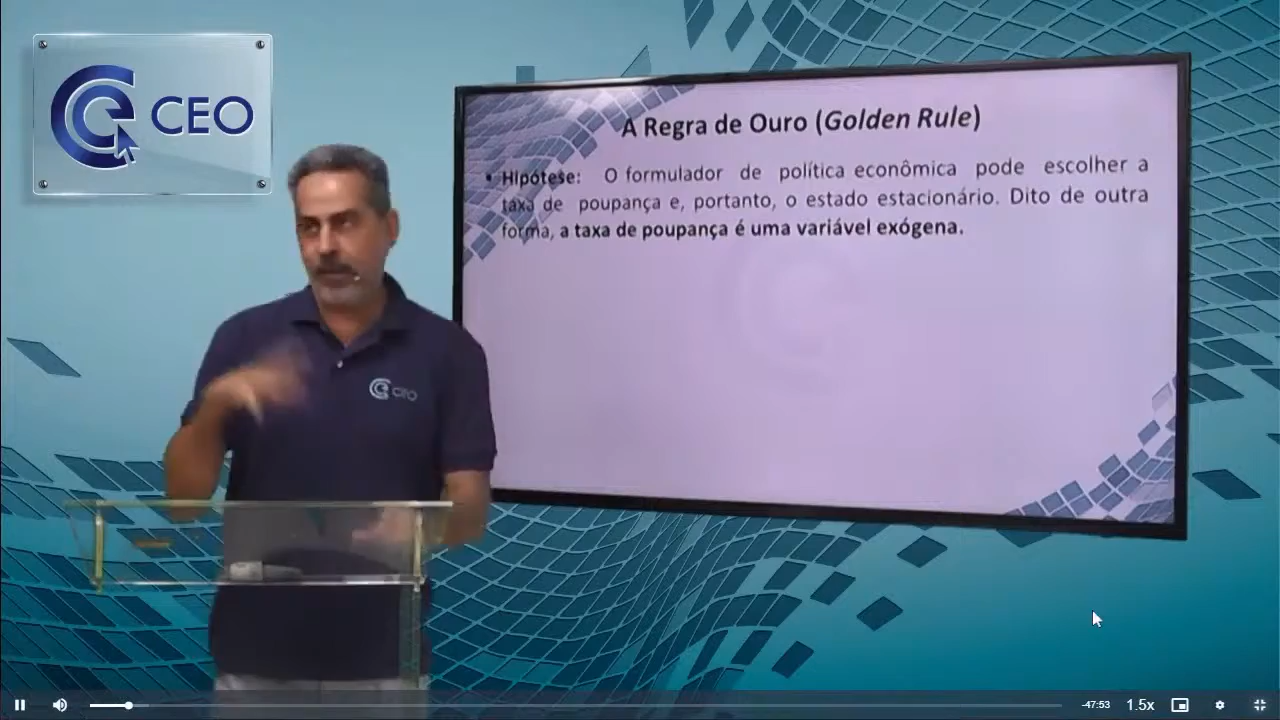 CEO
A Regra de Ouro (Golden Rule)
• Hipótese: O formulador de política econômica pode escolher a
taxa de poupança e, portanto, o estado estacionário. Dito de outra
forma, a taxa de poupança é uma variável exógena.
CEO
-47:53 1.5x